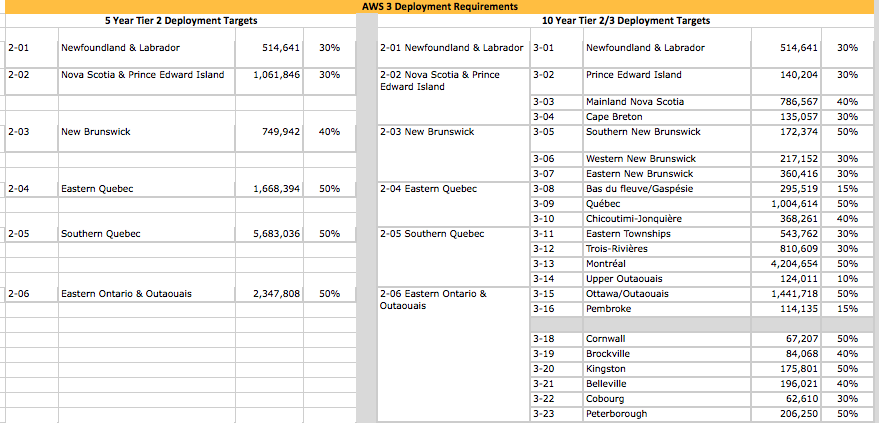 AWS 3 Deployment Requirements
5 Year Tier 2 Deployment Targets 10 Year Tier 2/3 Deployment Targets
2-01 Newfoundland & Labrador 514,641 30% 2-01 Newfoundland & Labrador 3-01 Newfoundland & Labrador 514,641 30%
2-02 Nova Scotia & Prince Edward Island 1,061,846 30% 2-02 Nova Scotia & Prince 3-02 Prince Edward Island 140,204 30%
Edward Island
3-03 Mainland Nova Scotia 786,567 40%
3-04 Cape Breton 135,057 30%
2-03 New Brunswick 749,942 40% 2-03 New Brunswick 3-05 Southern New Brunswick 172,374 50%
3-06 Western New Brunswick 217,152 30%
3-07 Eastern New Brunswick 360,416 30%
2-04 Eastern Quebec 1,668,394 50% 2-04 Eastern Quebec 3-08 Bas du fleuve/Gaspésie 295,519 15%
3-09 Québec 1,004,614 50%
3-10 Chicoutimi-Jonquière 368,261 40%
2-05 Southern Quebec 5,683,036 50% 2-05 Southern Quebec 3-11 Eastern Townships 543,762 30%
3-12 Trois-Rivières 810,609 30%
3-13 Montréal 4,204,654 50%
3-14 Upper Outaouais 124,011 10%
2-06 Eastern Ontario & Outaouais 2,347,808 50% 2-06 Eastern Ontario & 3-15 Ottawa/Outaouais 1,441,718 50%
Outaouais 3-16 Pembroke 114,135 15%
3-18 Cornwall 67,207 50%
3-19 Brockville 84,068 40%
3-20 Kingston 175,801 50%
3-21 Belleville 196,021 40%
3-22 Cobourg 62,610 30%
3-23 Peterborough 206,250 50%